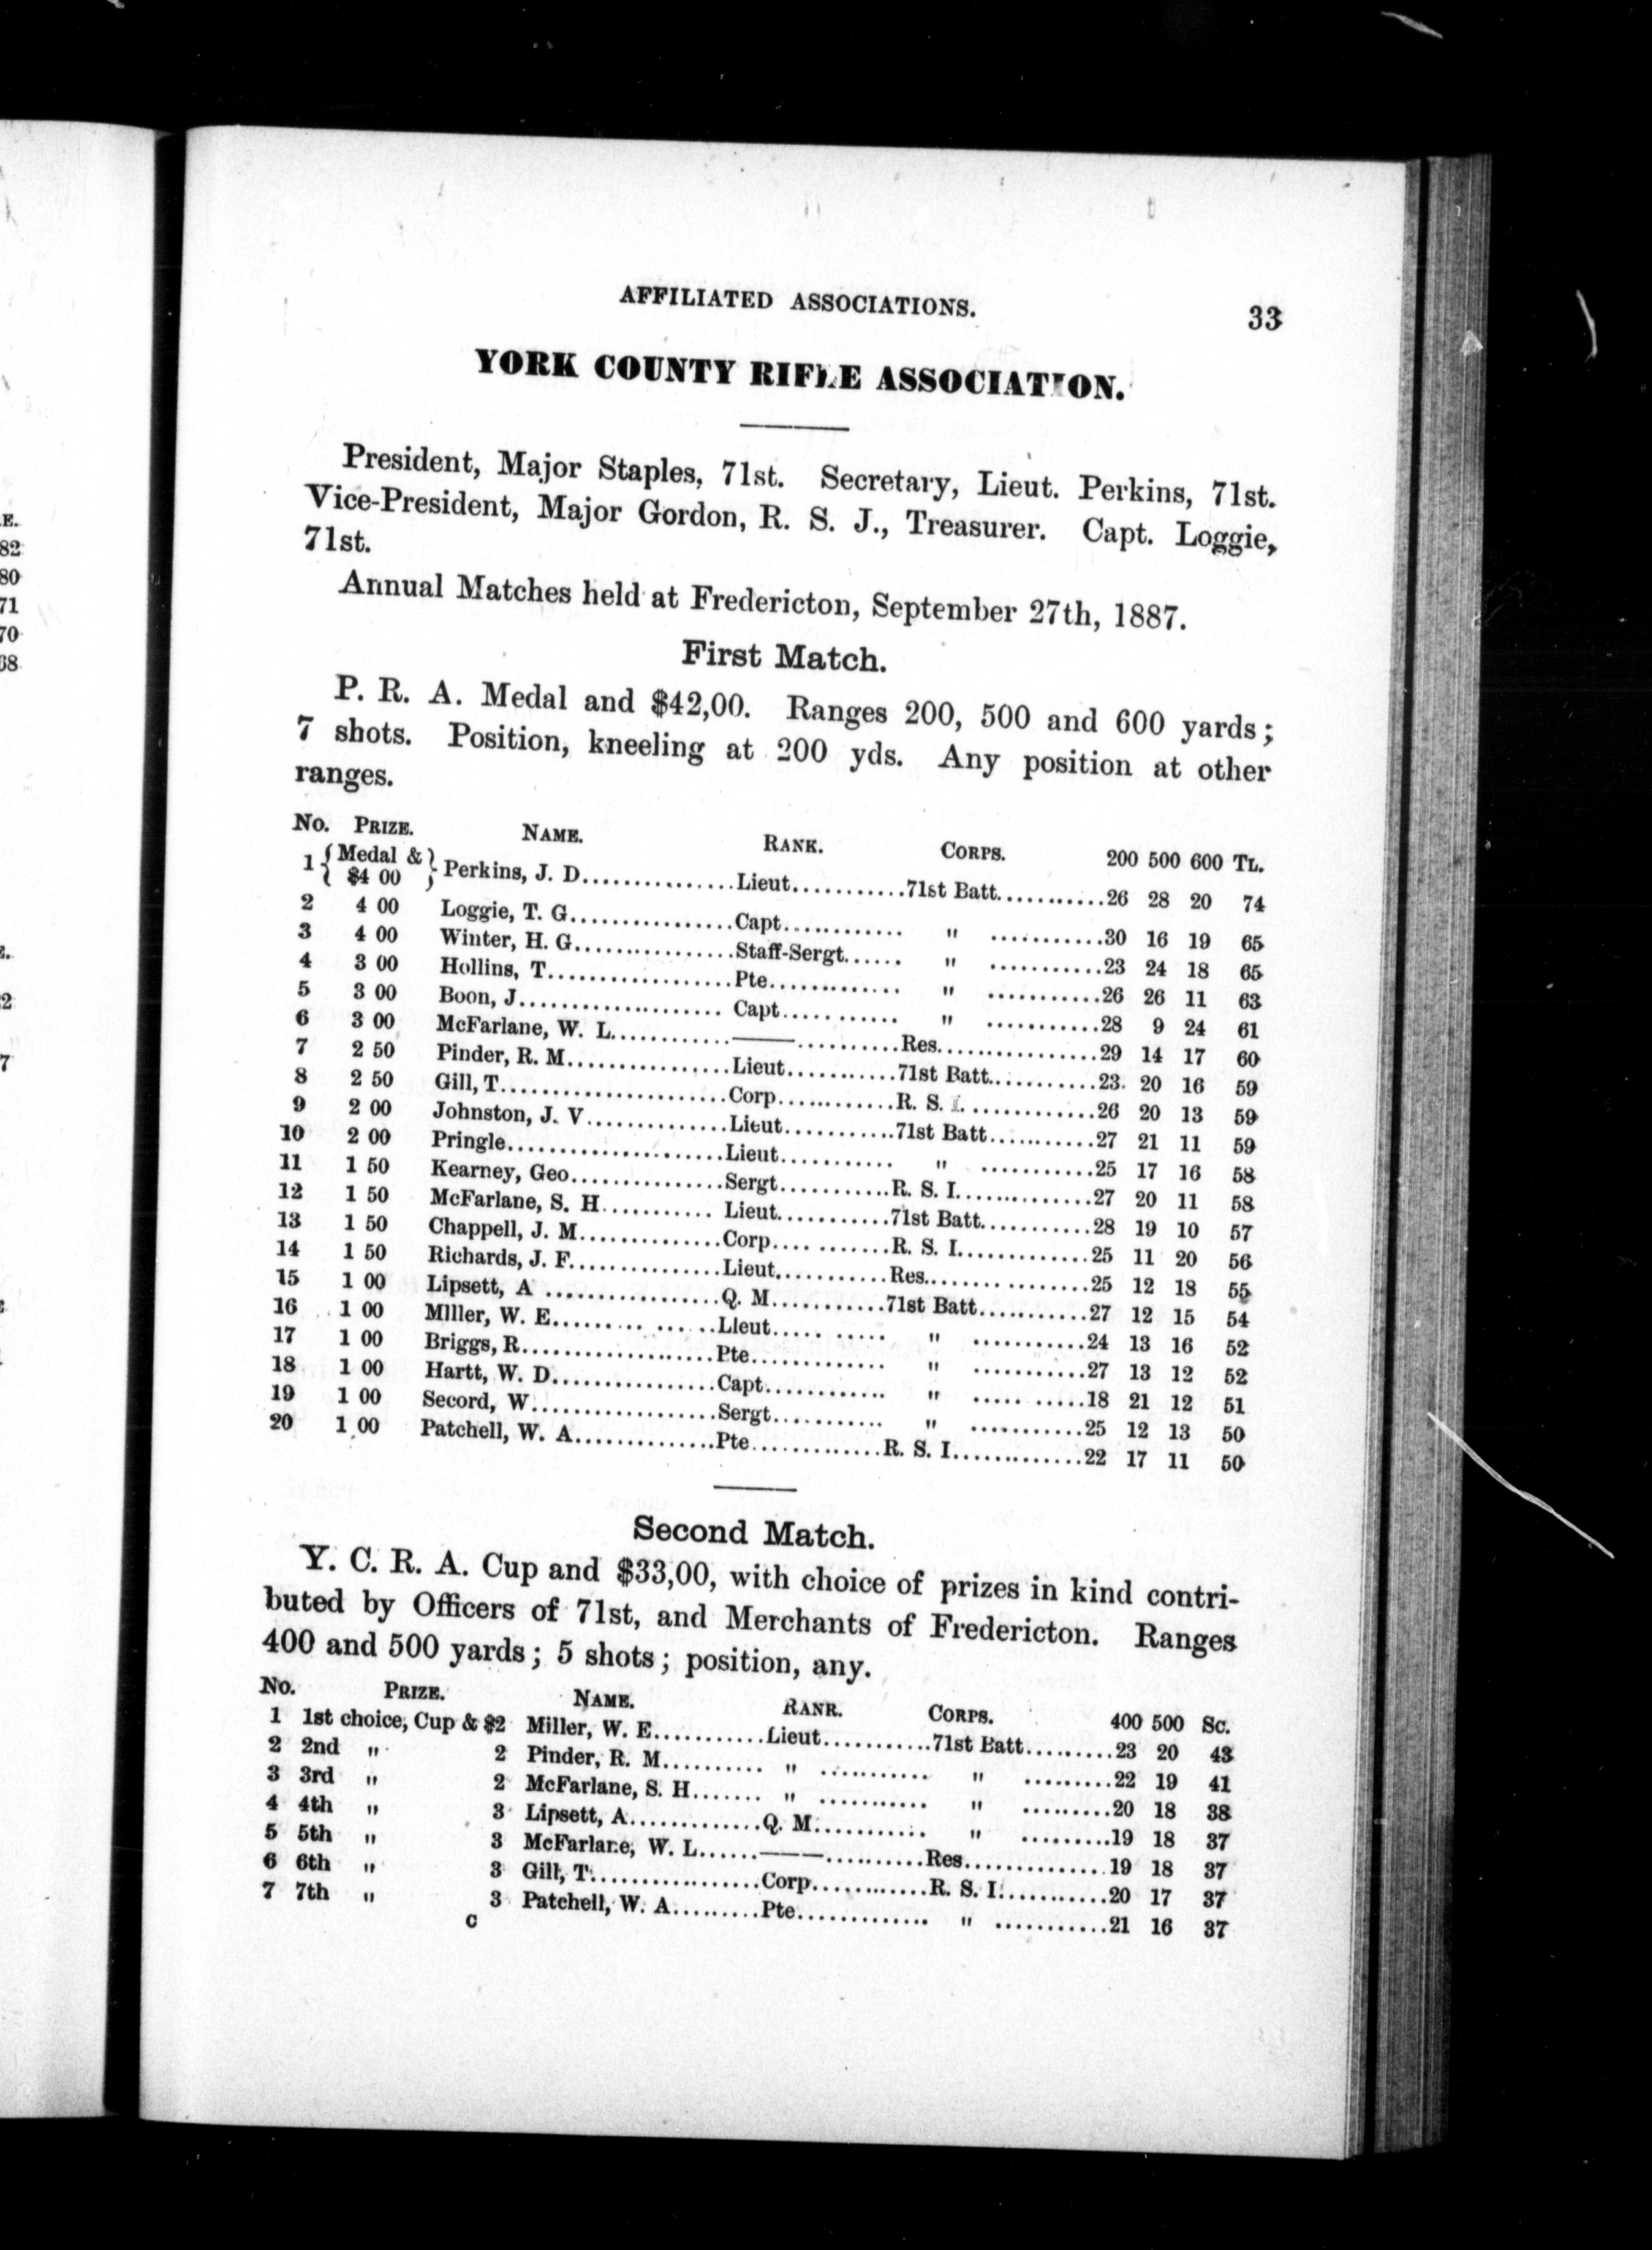 AFFILIATED ASSOCIATIONS. 33
YORK COUNTY RIFLE ASSOCIATION.
President, Major Staples, 71st. Secretary, Lieut. Perkins, 71st.
Vice-President, Major Gordon, R. S. J., Treasurer. Capt. Loggie,
71st.
Annual Matches held at Fredericton, September 27th, 1887.
First Match.
P. R. A. Medal and $42,00. Ranges 200, 500 and 600 yards;
7 shots. Position, kneeling at 200 yds. Any position at other
ranges.
No. PRIZE. NAME. RANK. CORPS. 200 500 600 TL.
1 { Medal & $4 00 } Perkins, J. D. Lieut. 71st Batt. 26 28 20 74
2 4 00 Loggie, T. G. Capt. " 30 16 19 65
3 4 00 Winter, H. G. Staff-Sergt. " 23 24 18 65
4 3 00 Hollins, T. Pte. " 26 26 11 63
5 3 00 Boon, J. Capt. " 28 9 24 61
6 3 00 McFarlane, W. L. —— Res. 29 14 17 60
7 2 50 Pinder, R. M. Lieut. 71st Batt. 23 20 16 59
8 2 50 Gill, T. Corp. R. S. I. 26 20 13 59
9 2 00 Johnston, J. V. Lieut. 71st Batt. 27 21 11 59
10 2 00 Pringle. Lieut. " 25 17 16 58
11 1 50 Kearney, Geo. Sergt. R. S. I. 27 20 11 58
12 1 50 McFarlane, S. H. Lieut. 71st Batt. 28 19 10 57
13 1 50 Chappell, J. M. Corp. R. S. I. 25 11 20 56
14 1 50 Richards, J. F. Lieut. Res. 25 12 18 55
15 1 00 Lipsett, A. Q. M. 71st Batt. 27 12 15 54
16 1 00 Miller, W. E. Lieut. " 24 13 16 52
17 1 00 Briggs, R. Pte. " 27 13 12 52
18 1 00 Hartt, W. D. Capt. " 18 21 12 51
19 1 00 Secord, W. Sergt. " 25 12 13 50
20 1 00 Patchell, W. A. Pte. R. S. I. 22 17 11 50
Second Match.
Y. C. R. A. Cup and $33,00, with choice of prizes in kind contri-
buted by Officers of 71st, and Merchants of Fredericton. Ranges
400 and 500 yards; 5 shots; position, any.
No. PRIZE. NAME. RANR. CORPS. 400 500 Sc.
1 1st choice, Cup & $2 Miller, W. E. Lieut. 71st Batt. 23 20 43
2 2nd " 2 Pinder, R. M. " " 22 19 41
3 3rd " 2 McFarlane, S. H. " " 20 18 38
4 4th " 3 Lipsett, A. Q. M. " 19 18 37
5 5th " 3 McFarlane, W. L. —— Res. 19 18 37
6 6th " 3 Gill, T. Corp. R. S. I. 20 17 37
7 7th " 3 Patchell, W. A. Pte. " 21 16 37
C